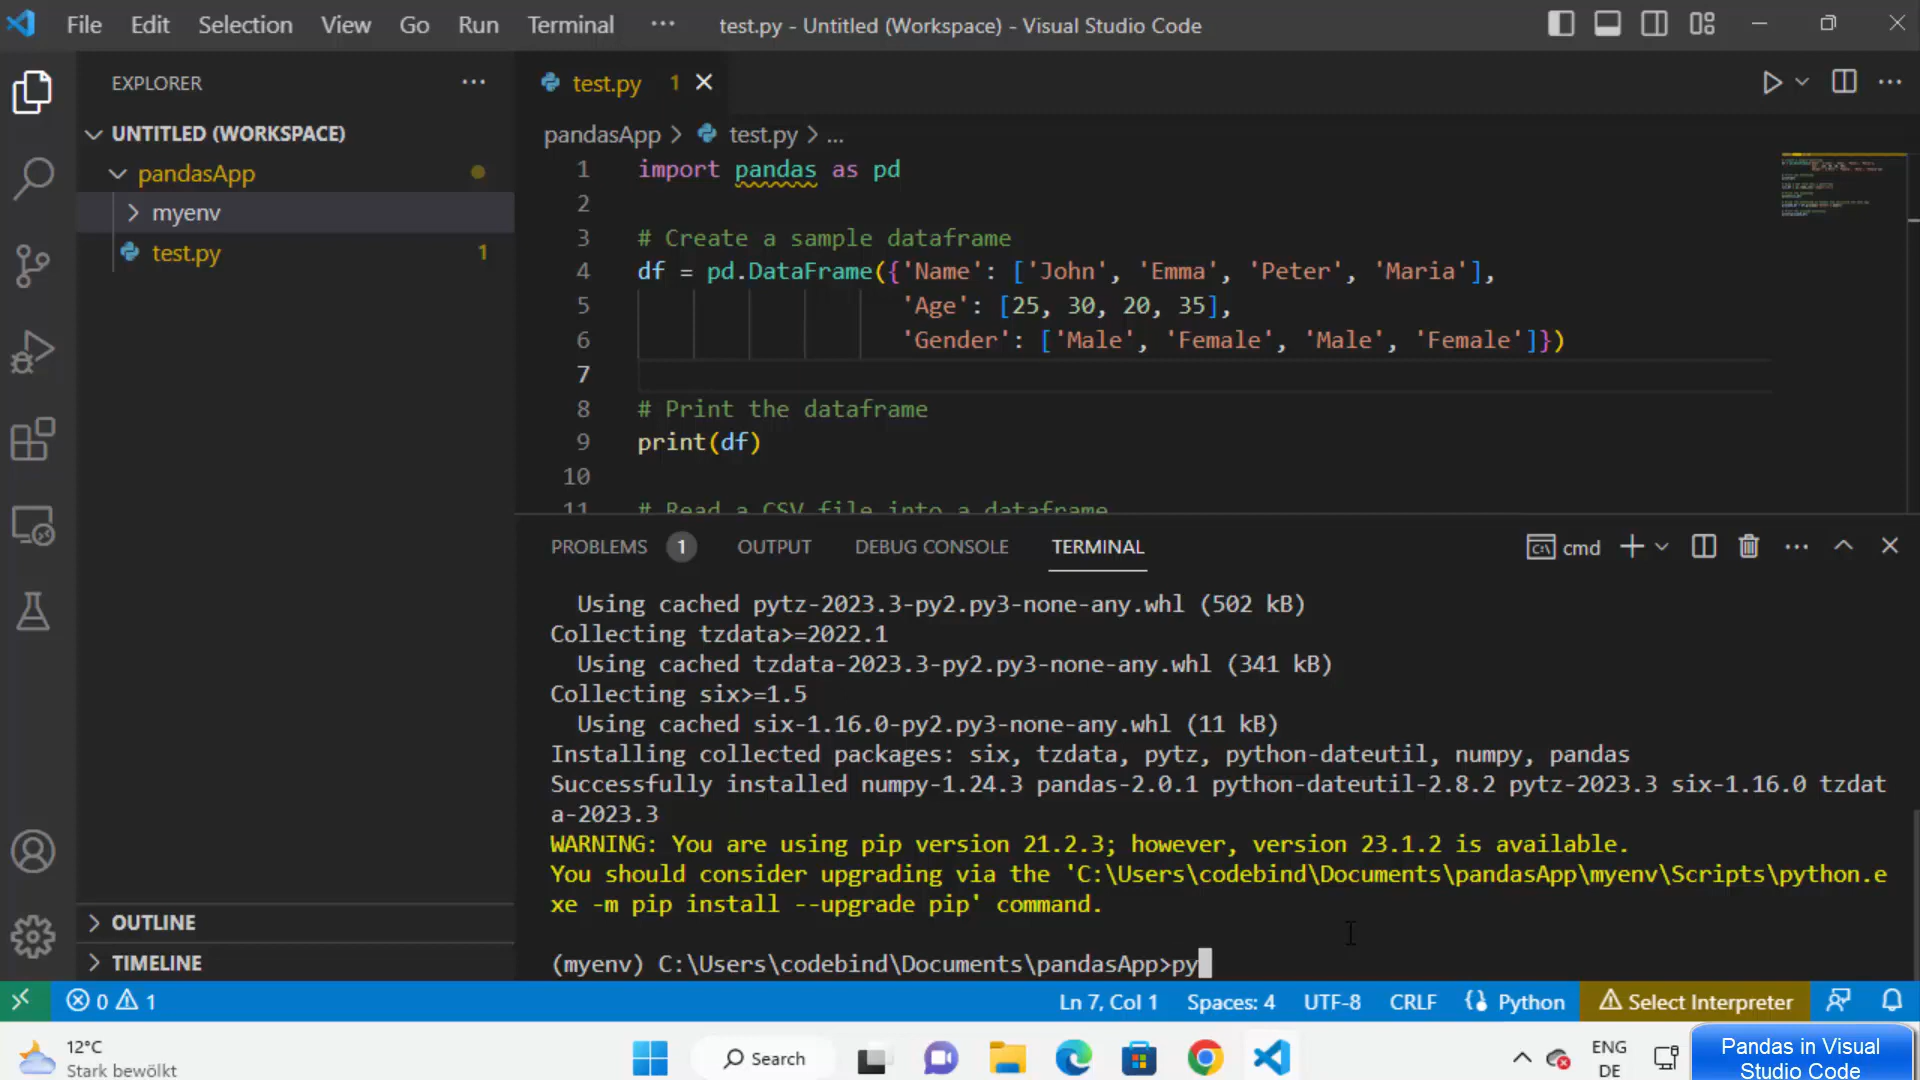 File Edit Selection View Go Run Terminal ··· test.py - Untitled (Workspace) - Visual Studio Code
EXPLORER ···
UNTITLED (WORKSPACE)
pandasApp
myenv
test.py 1
OUTLINE
TIMELINE
test.py 1
pandasApp > test.py > ...
1 import pandas as pd
2
3 # Create a sample dataframe
4 df = pd.DataFrame({'Name': ['John', 'Emma', 'Peter', 'Maria'],
5 'Age': [25, 30, 20, 35],
6 'Gender': ['Male', 'Female', 'Male', 'Female']})
7
8 # Print the dataframe
9 print(df)
10
11 # Read a CSV file into a dataframe
PROBLEMS 1 OUTPUT DEBUG CONSOLE TERMINAL cmd
Using cached pytz-2023.3-py2.py3-none-any.whl (502 kB)
Collecting tzdata>=2022.1
Using cached tzdata-2023.3-py2.py3-none-any.whl (341 kB)
Collecting six>=1.5
Using cached six-1.16.0-py2.py3-none-any.whl (11 kB)
Installing collected packages: six, tzdata, pytz, python-dateutil, numpy, pandas
Successfully installed numpy-1.24.3 pandas-2.0.1 python-dateutil-2.8.2 pytz-2023.3 six-1.16.0 tzdat
a-2023.3
WARNING: You are using pip version 21.2.3; however, version 23.1.2 is available.
You should consider upgrading via the 'C:\Users\codebind\Documents\pandasApp\myenv\Scripts\python.e
xe -m pip install --upgrade pip' command.
(myenv) C:\Users\codebind\Documents\pandasApp>py
0 1 Ln 7, Col 1 Spaces: 4 UTF-8 CRLF Python Select Interpreter
12°C
Stark bewölkt
Search
ENG
DE
Pandas in Visual
Studio Code